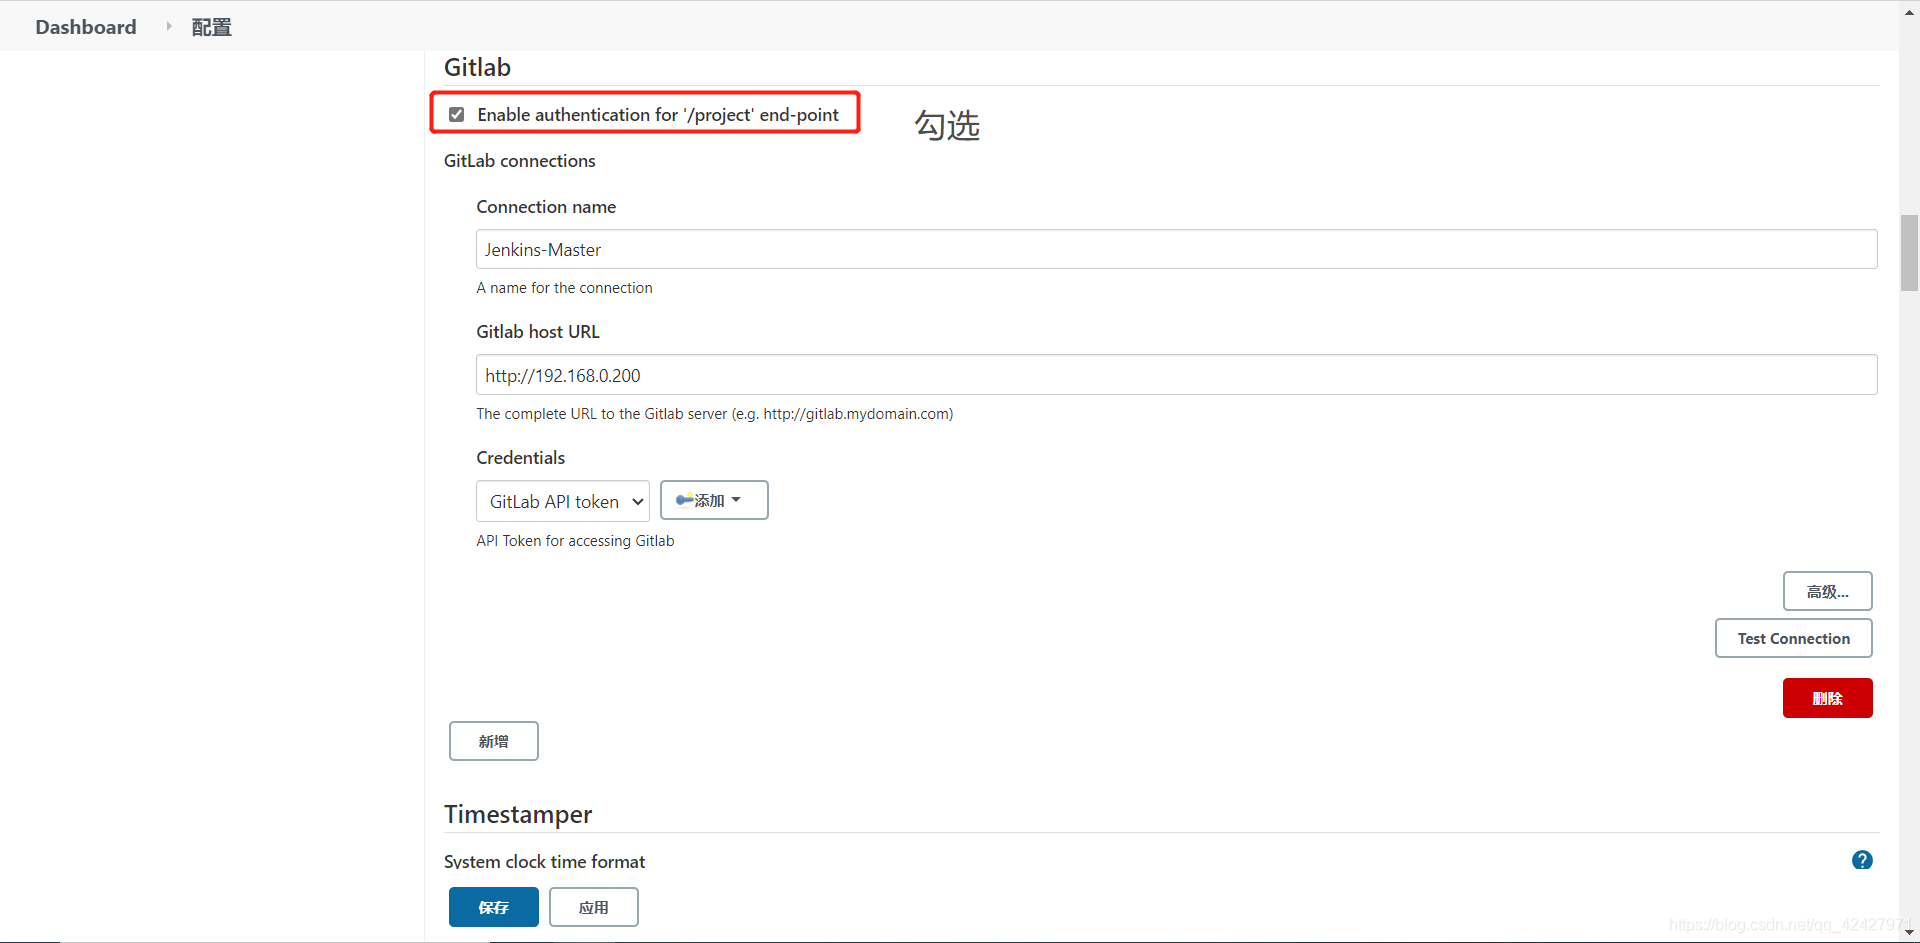 Dashboard 配置
Gitlab
Enable authentication for '/project' end-point
勾选
GitLab connections
Connection name
Jenkins-Master
A name for the connection
Gitlab host URL
http://192.168.0.200
The complete URL to the Gitlab server (e.g. http://gitlab.mydomain.com)
Credentials
GitLab API token 添加
API Token for accessing Gitlab
高级...
Test Connection
删除
新增
Timestamper
System clock time format
?
保存 应用
https://blog.csdn.net/qq_42427971